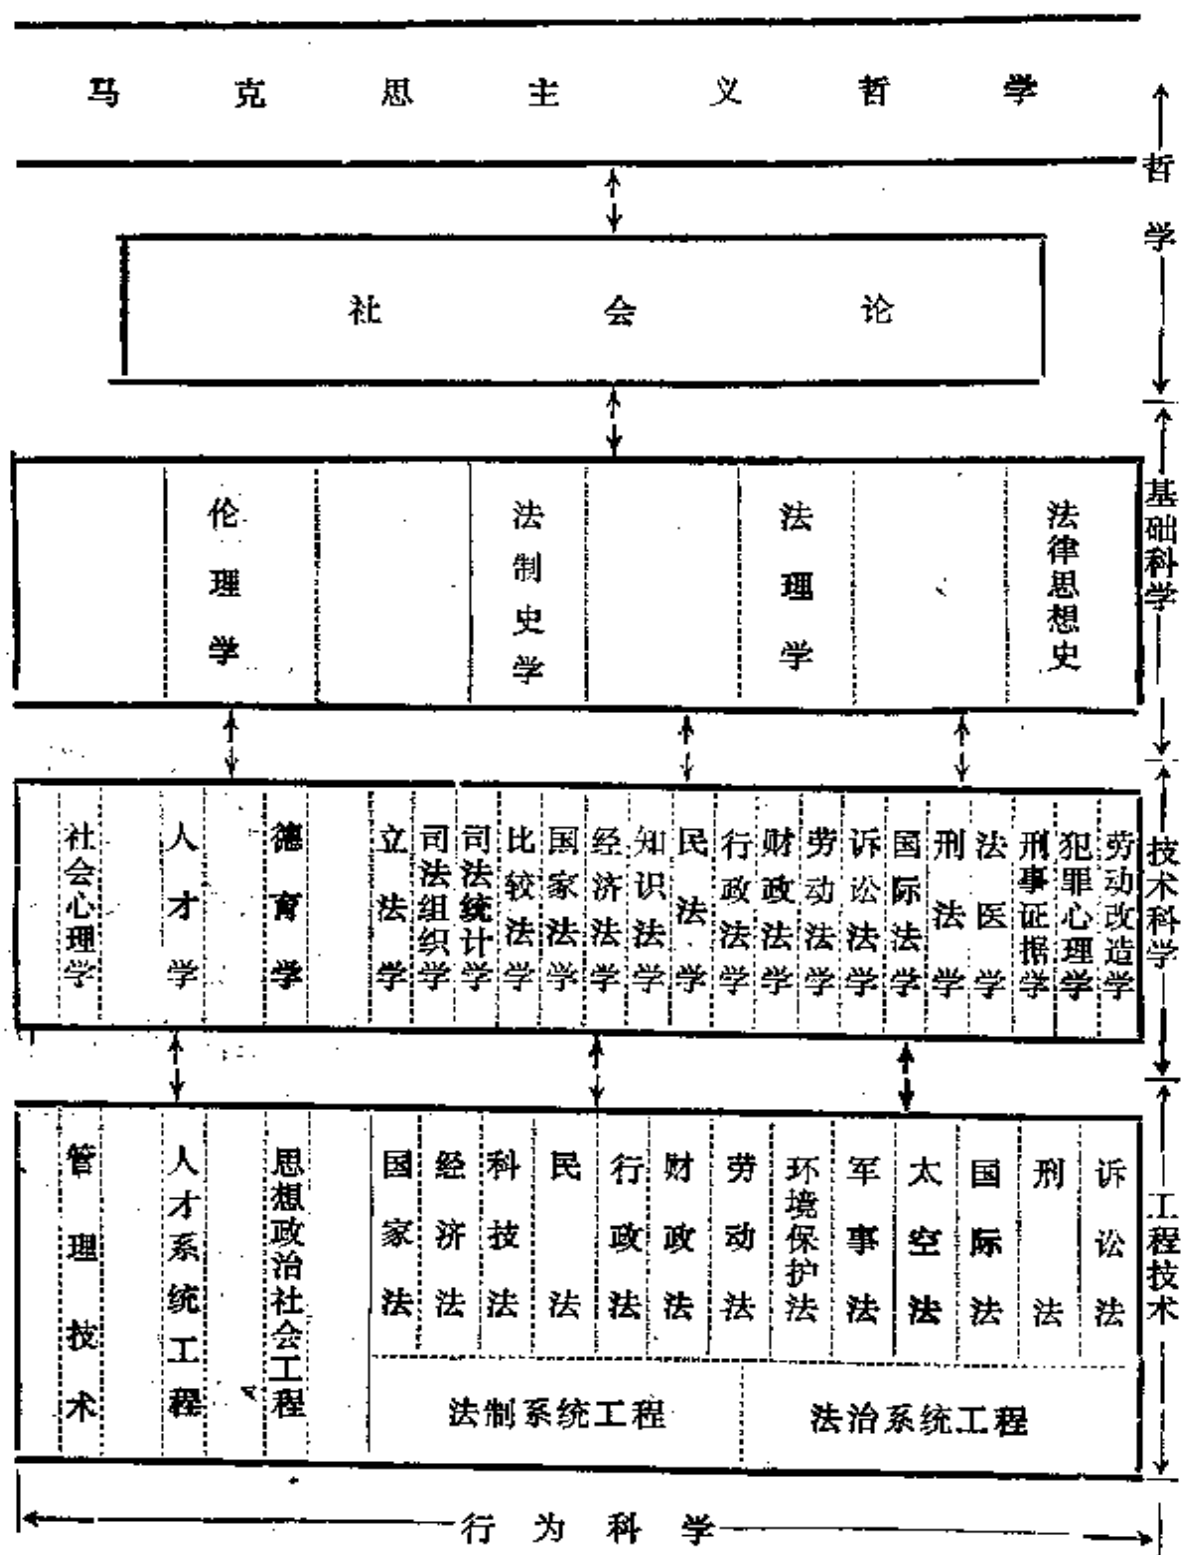 马克思主义哲学
哲学
社会论
基础科学
伦理学
法制史学
法理学
法律思想史
技术科学
社会心理学
人才学
德育学
立法学
司法组织学
司法统计学
比较法学
国家法学
经济法学
知识法学
民法学
行政法学
财政法学
劳动法学
诉讼法学
国际法学
刑法学
法医学
刑事证据学
犯罪心理学
劳动改造学
工程技术
管理技术
人才系统工程
思想政治社会工程
国家法
经济法
科技法
民法
行政法
财政法
劳动法
环境保护法
军事法
太空法
国际法
刑法
诉讼法
法制系统工程
法治系统工程
行为科学